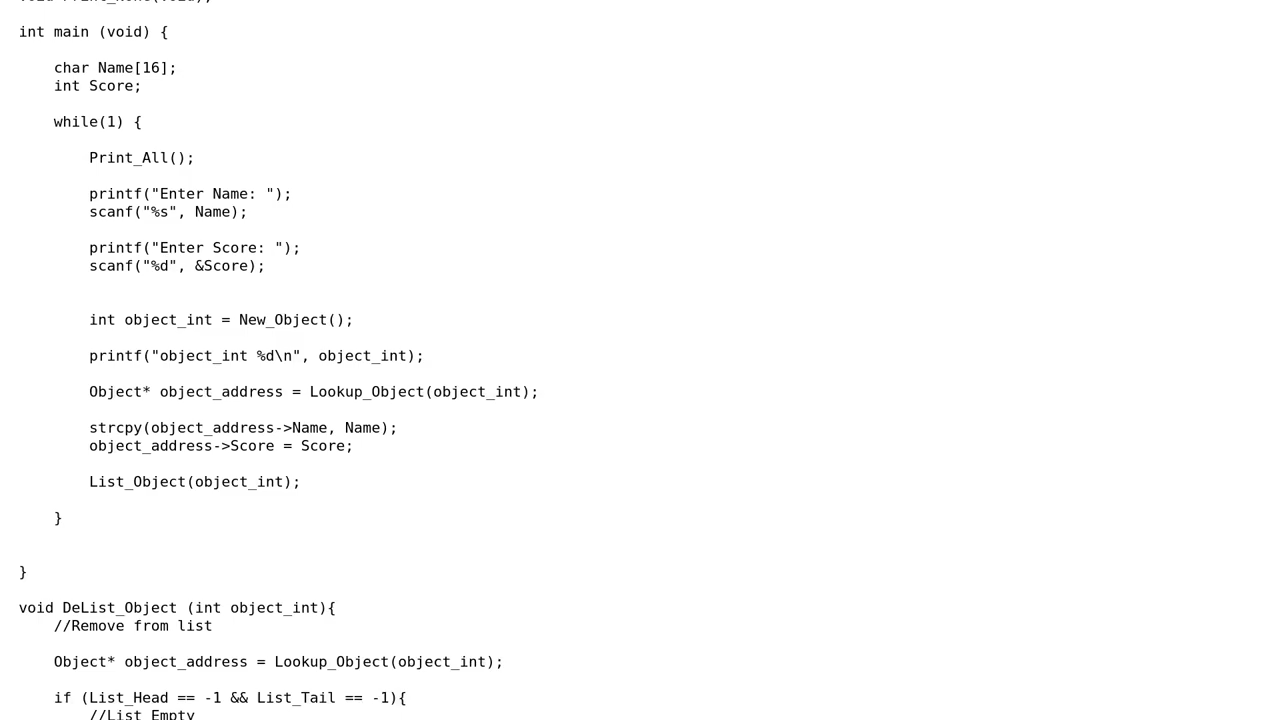 int main (void) {
char Name[16];
int Score;
while(1) {
Print_All();
printf("Enter Name: ");
scanf("%s", Name);
printf("Enter Score: ");
scanf("%d", &Score);
int object_int = New_Object();
printf("object_int %d\n", object_int);
Object* object_address = Lookup_Object(object_int);
strcpy(object_address->Name, Name);
object_address->Score = Score;
List_Object(object_int);
}
}
void DeList_Object (int object_int){
//Remove from list
Object* object_address = Lookup_Object(object_int);
if (List_Head == -1 && List_Tail == -1){
//List Empty